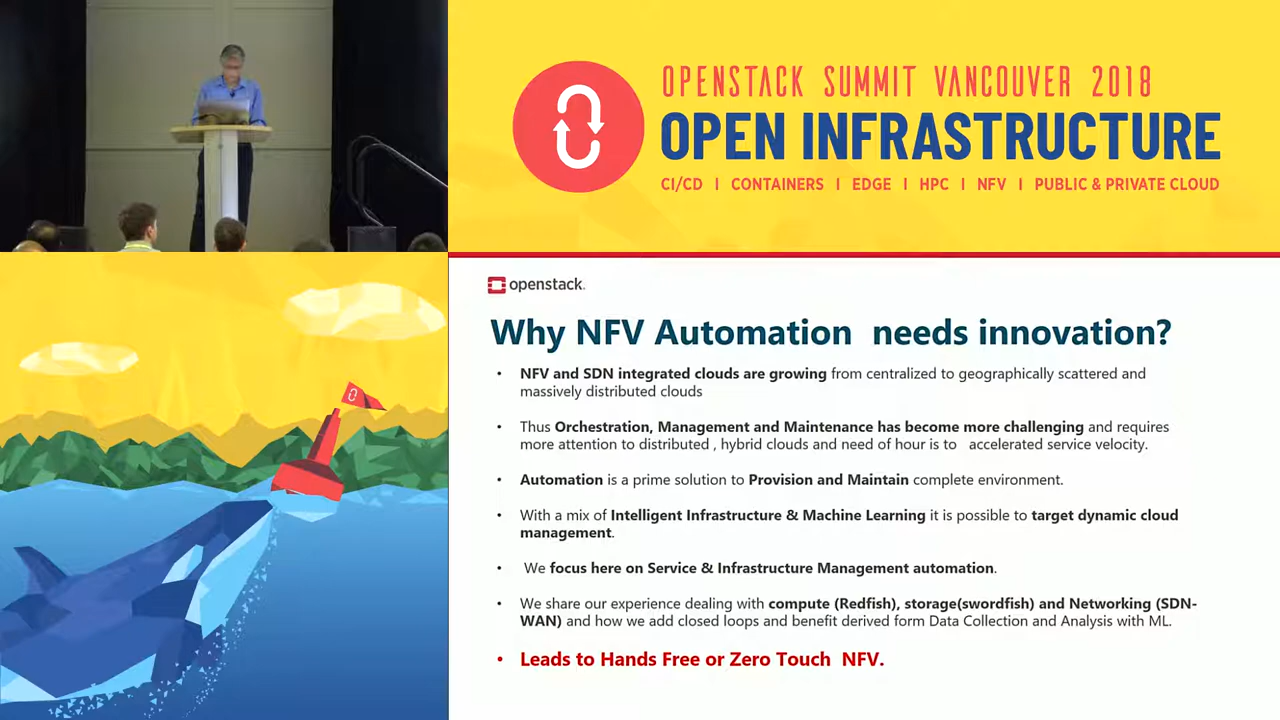 OPENSTACK SUMMIT VANCOUVER 2018
OPEN INFRASTRUCTURE
CI/CD | CONTAINERS | EDGE | HPC | NFV | PUBLIC & PRIVATE CLOUD
openstack.
Why NFV Automation needs innovation?
• NFV and SDN integrated clouds are growing from centralized to geographically scattered and
massively distributed clouds
• Thus Orchestration, Management and Maintenance has become more challenging and requires
more attention to distributed , hybrid clouds and need of hour is to accelerated service velocity.
• Automation is a prime solution to Provision and Maintain complete environment.
• With a mix of Intelligent Infrastructure & Machine Learning it is possible to target dynamic cloud
management.
• We focus here on Service & Infrastructure Management automation.
• We share our experience dealing with compute (Redfish), storage(swordfish) and Networking (SDN-
WAN) and how we add closed loops and benefit derived form Data Collection and Analysis with ML.
• Leads to Hands Free or Zero Touch NFV.